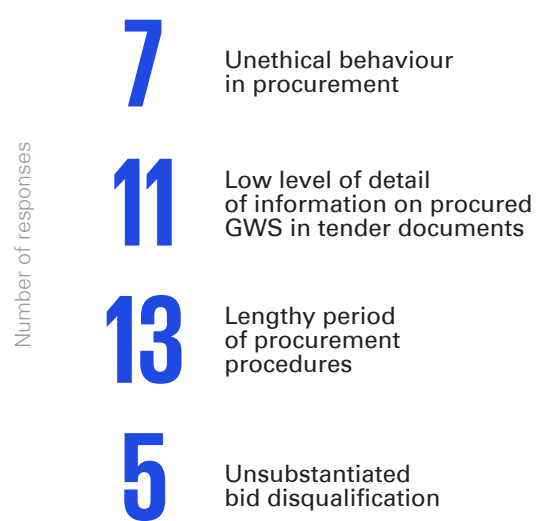 Number of responses
7
Unethical behaviour
in procurement
11
Low level of detail
of information on procured
GWS in tender documents
13
Lengthy period
of procurement
procedures
5
Unsubstantiated
bid disqualification